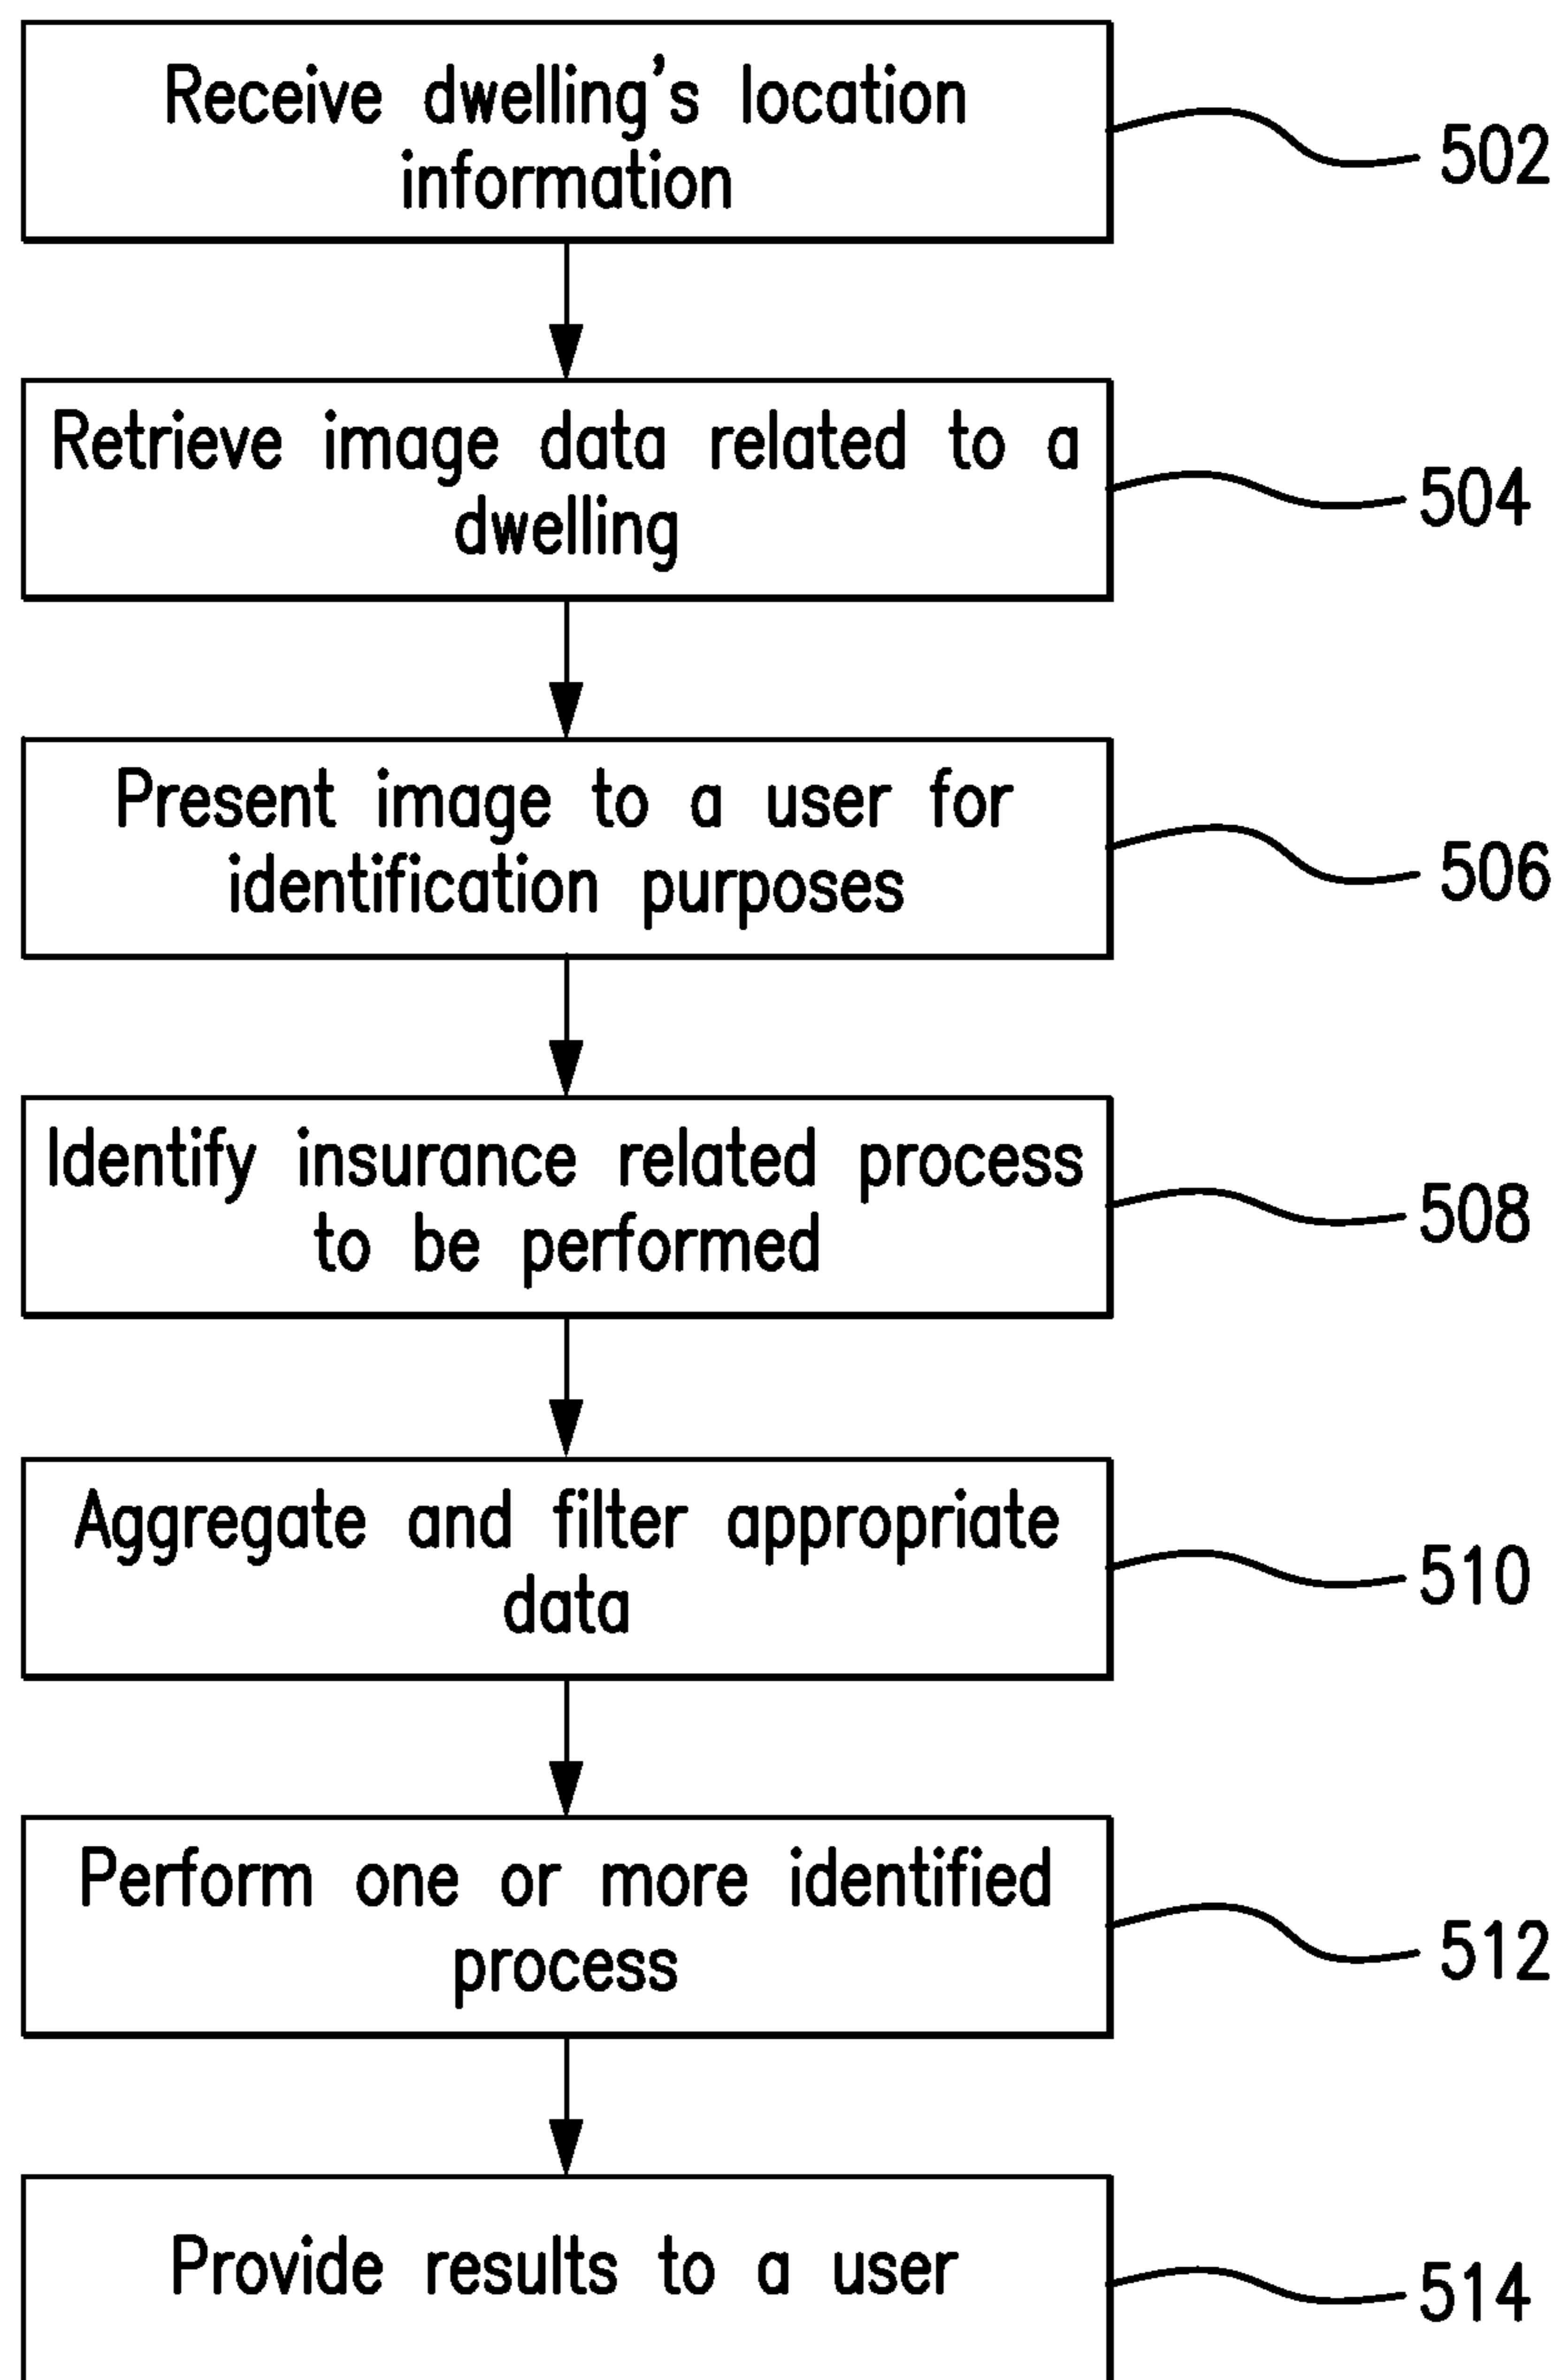 Receive dwelling's location
information
502
Retrieve image data related to a
dwelling
504
Present image to a user for
identification purposes
506
Identify insurance related process
to be performed
508
Aggregate and filter appropriate
data
510
Perform one or more identified
process
512
Provide results to a user
514